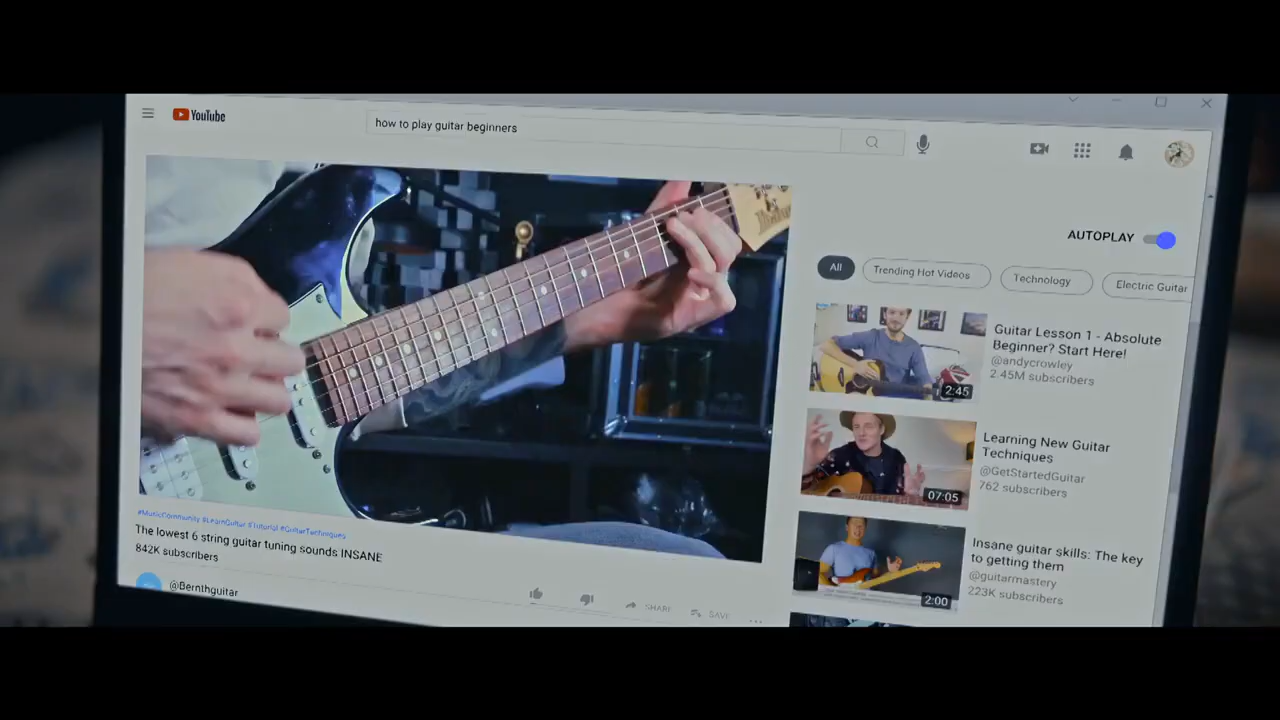 YouTube
how to play guitar beginners
AUTOPLAY
All
Trending Hot Videos
Technology
Electric Guitar
Guitar Lesson 1 - Absolute
Beginner? Start Here!
@andycrowley
2.45M subscribers
2:45
Learning New Guitar
Techniques
@GetStartedGuitar
762 subscribers
07:05
Insane guitar skills: The key
to getting them
@guitarmastery
223K subscribers
2:00
#MusicCommunity #LearnGuitar #Tutorial #GuitarTechniques
The lowest 6 string guitar tuning sounds INSANE
842K subscribers
@Bernthguitar
SHARE
SAVE